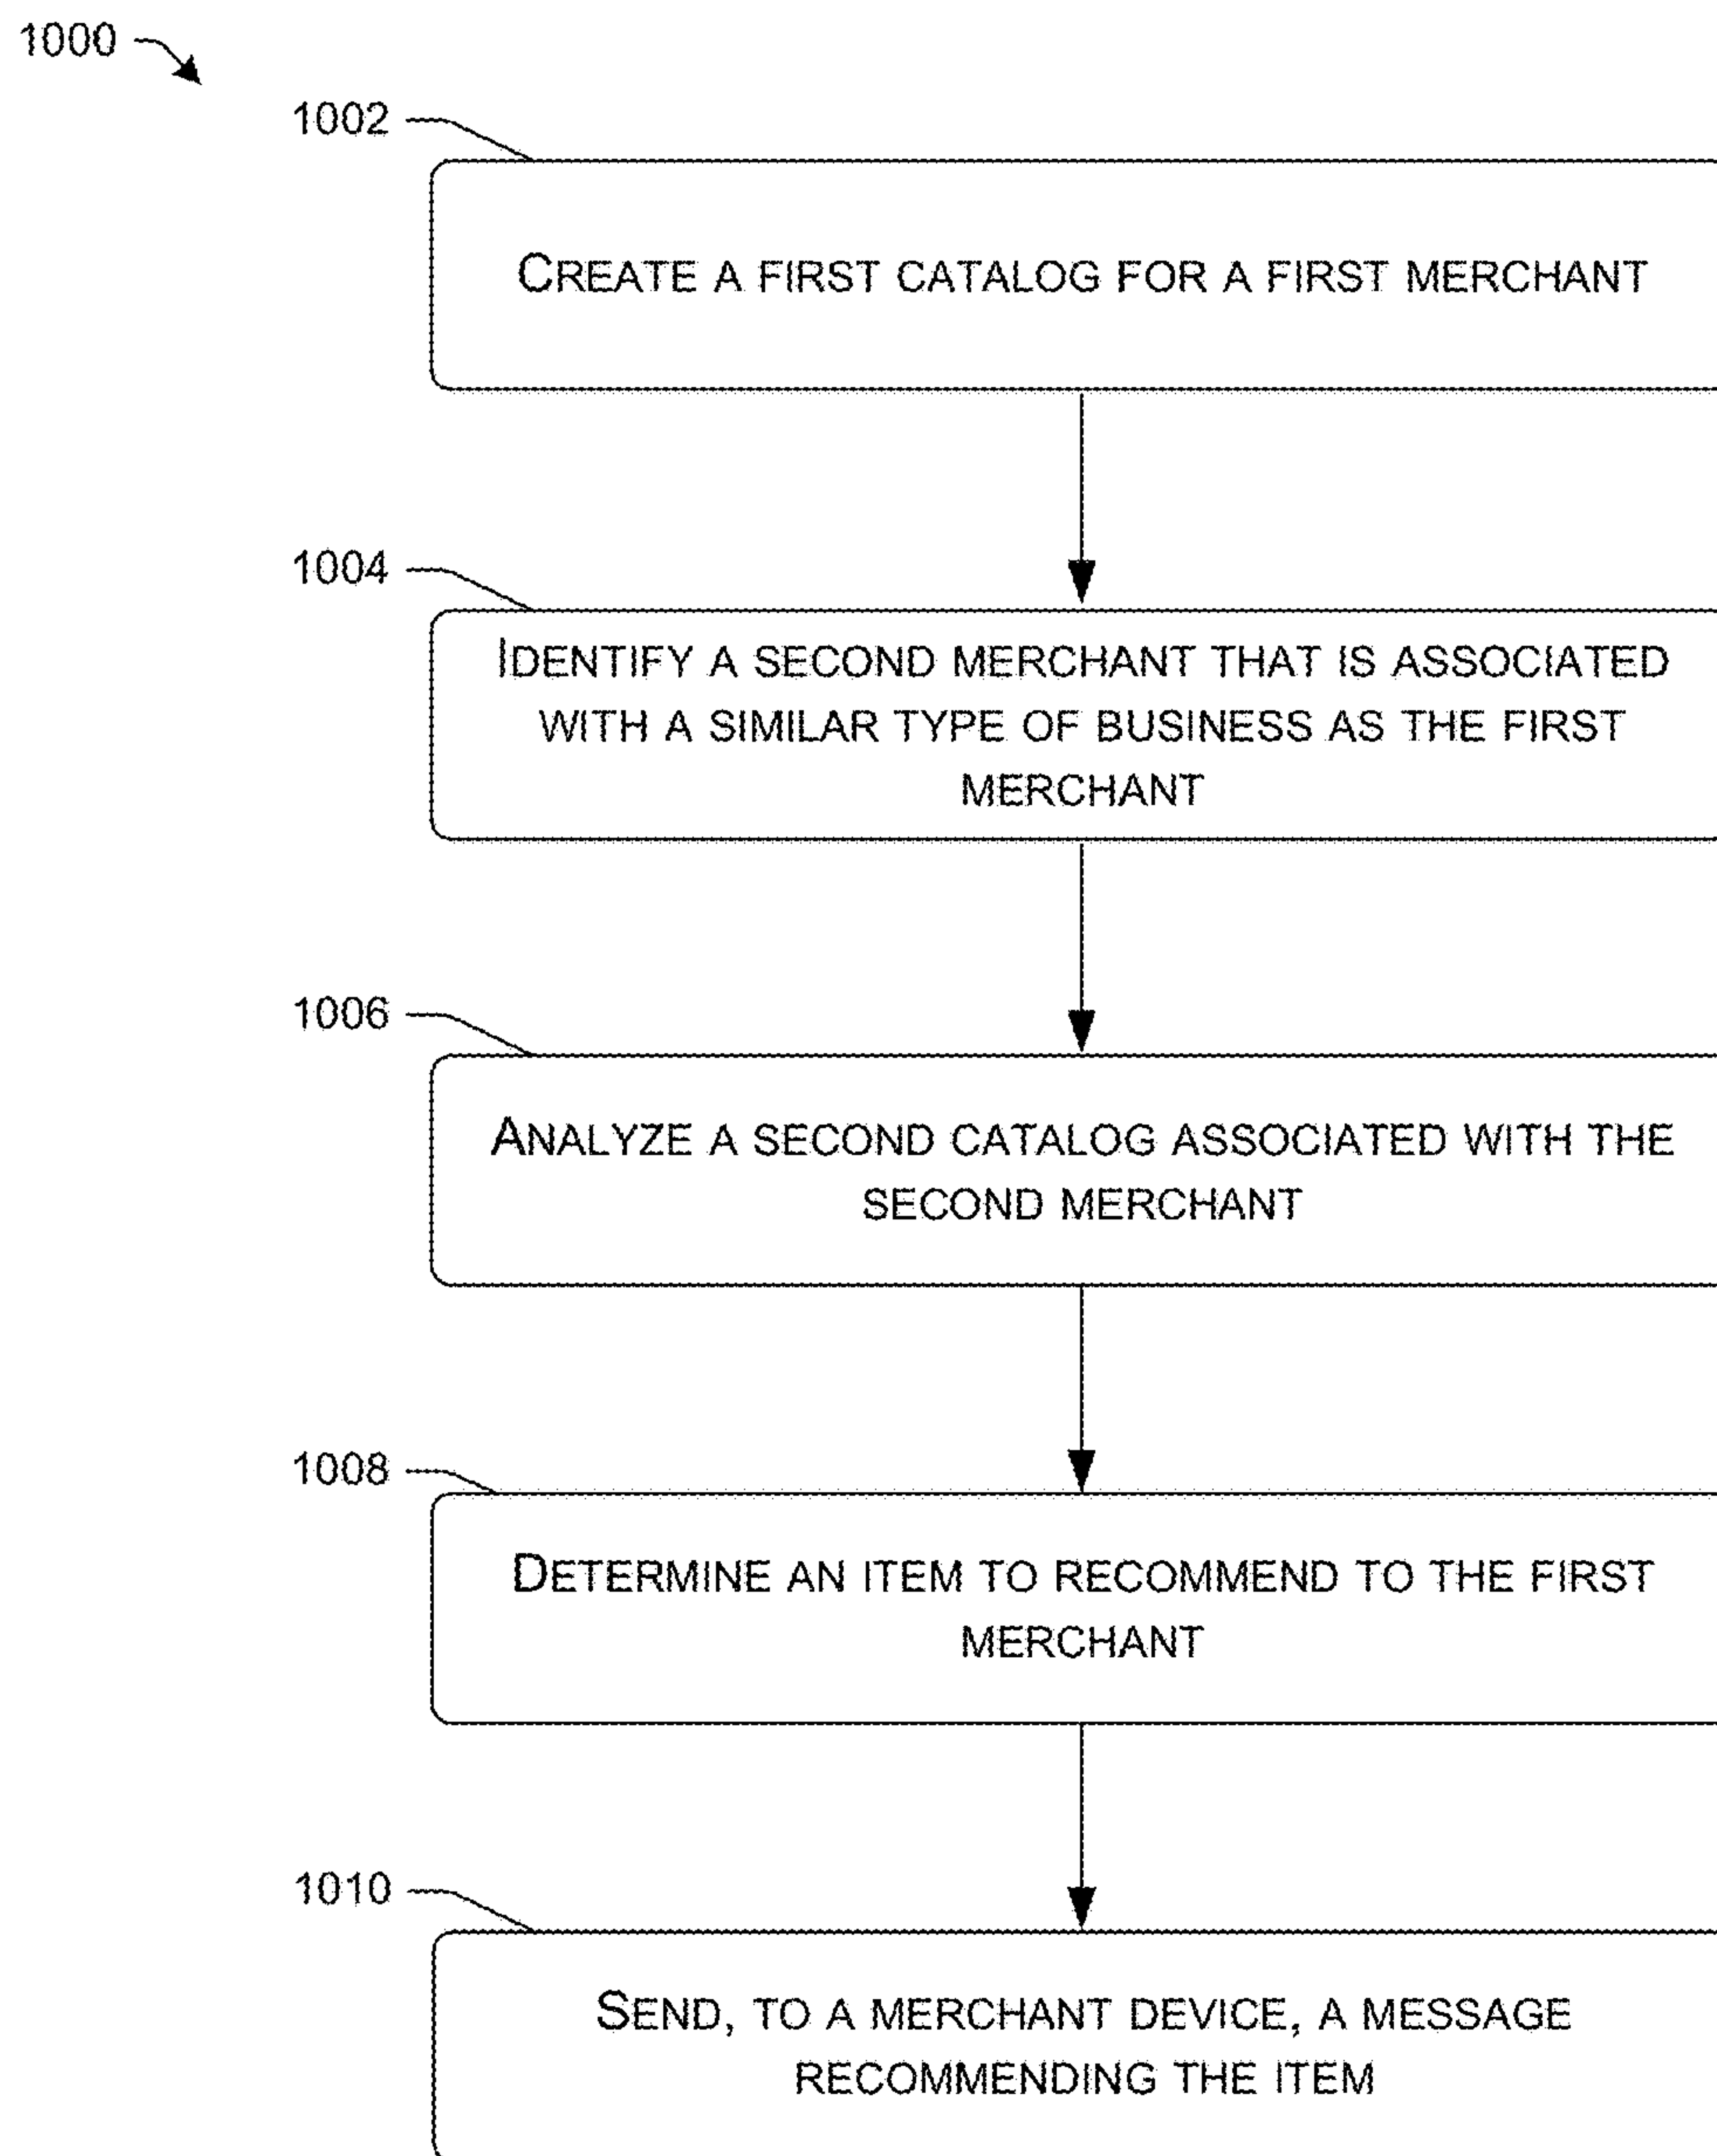 1000
1002
CREATE A FIRST CATALOG FOR A FIRST MERCHANT
1004
IDENTIFY A SECOND MERCHANT THAT IS ASSOCIATED
WITH A SIMILAR TYPE OF BUSINESS AS THE FIRST
MERCHANT
1006
ANALYZE A SECOND CATALOG ASSOCIATED WITH THE
SECOND MERCHANT
1008
DETERMINE AN ITEM TO RECOMMEND TO THE FIRST
MERCHANT
1010
SEND, TO A MERCHANT DEVICE, A MESSAGE
RECOMMENDING THE ITEM